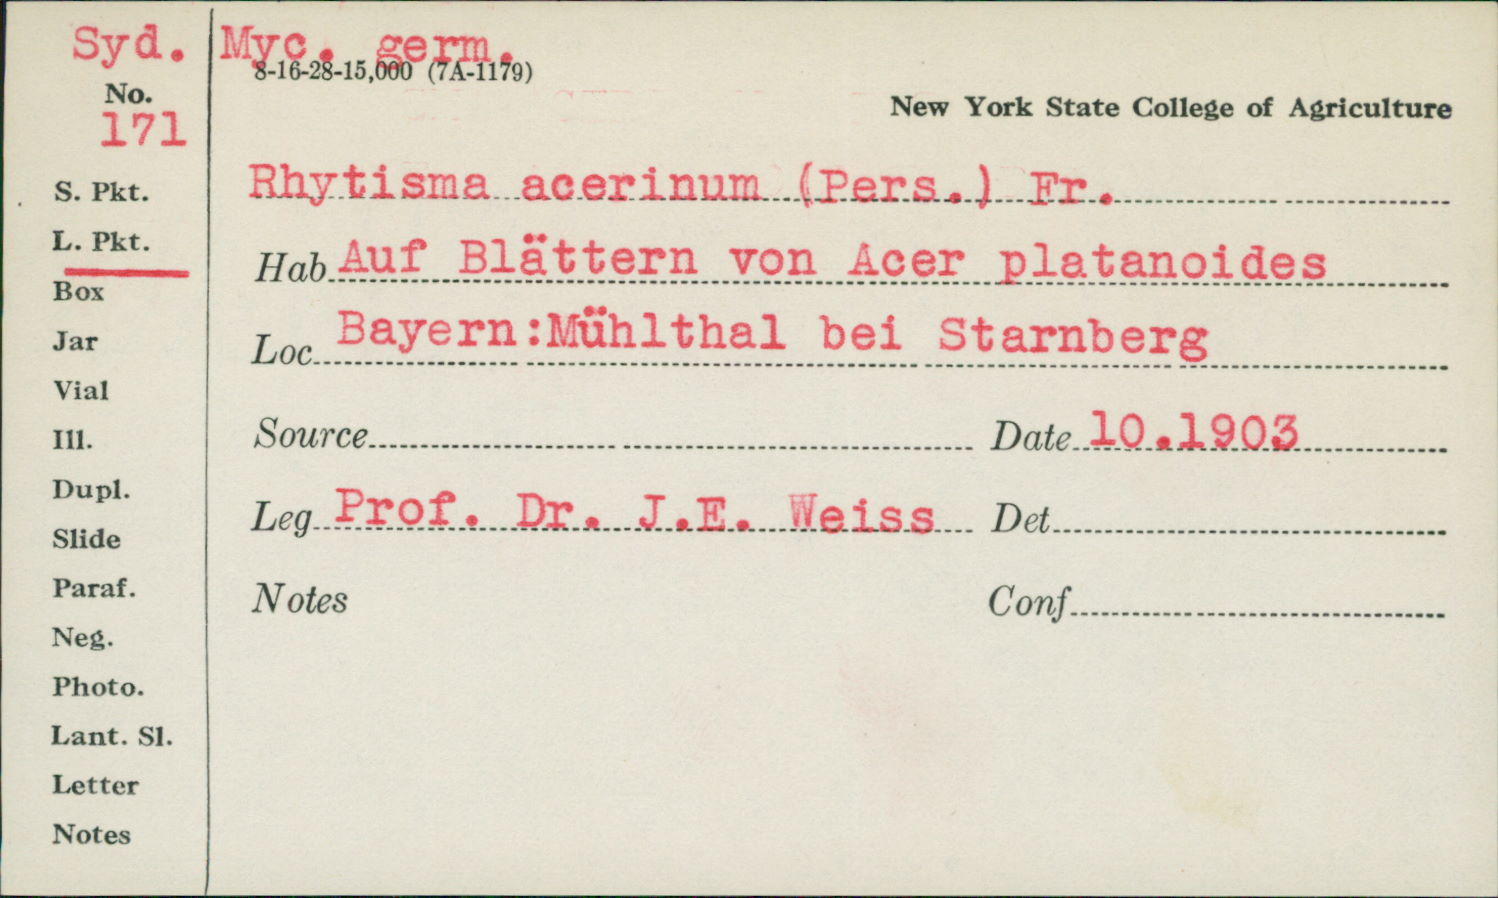 Syd. Myc. germ.
8-16-28-15,000 (7A-1179)
No.
171
New York State College of Agriculture
S. Pkt.
L. Pkt.
Box
Jar
Vial
Ill.
Dupl.
Slide
Paraf.
Neg.
Photo.
Lant. Sl.
Letter
Notes
Rhytisma acerinum (Pers.) Fr.
Hab Auf Blättern von Acer platanoides
Loc Bayern:Mühlthal bei Starnberg
Source Date 10.1903
Leg Prof. Dr. J.E. Weiss Det
Notes Conf